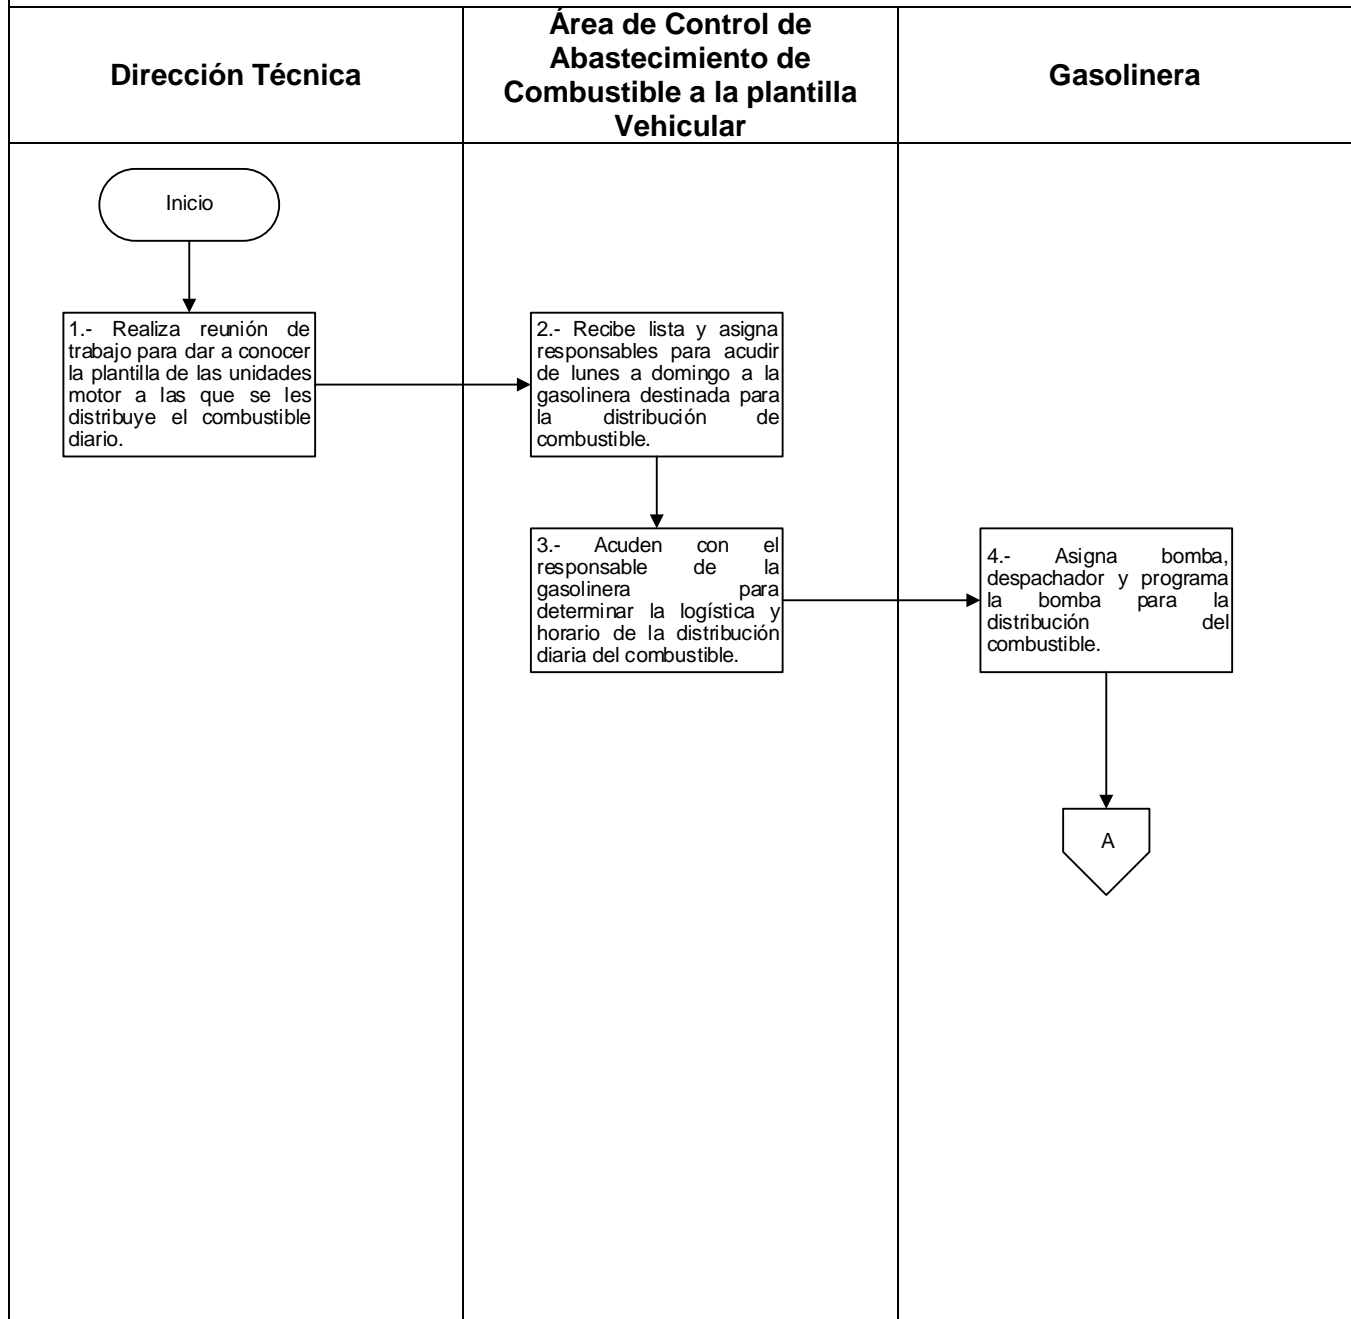 Dirección Técnica
Área de Control de
Abastecimiento de
Combustible a la plantilla
Vehicular
Gasolinera
Inicio
1.- Realiza reunión de
trabajo para dar a conocer
la plantilla de las unidades
motor a las que se les
distribuye el combustible
diario.
2.- Recibe lista y asigna
responsables para acudir
de lunes a domingo a la
gasolinera destinada para
la distribución de
combustible.
3.- Acuden con el
responsable de la
gasolinera para
determinar la logística y
horario de la distribución
diaria del combustible.
4.- Asigna bomba,
despachador y programa
la bomba para la
distribución del
combustible.
A